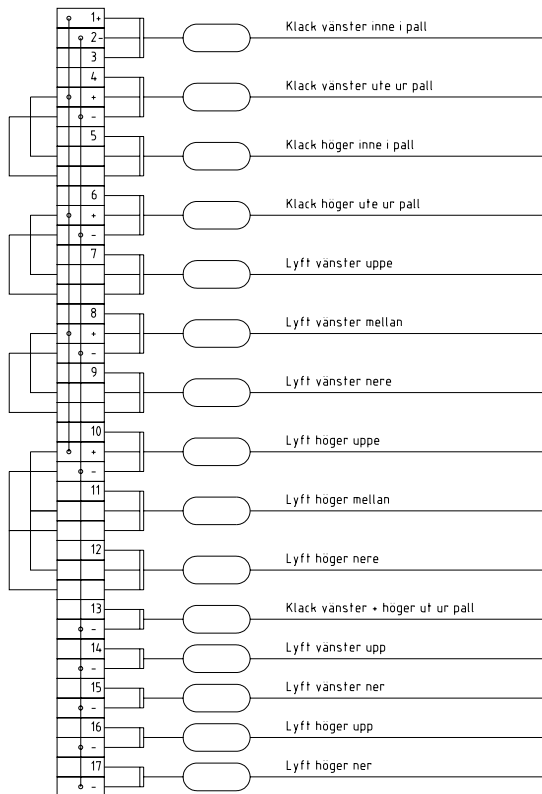 1+ Klack vänster inne i pall
2-
3
4 Klack vänster ute ur pall
+
-
5 Klack höger inne i pall
6 Klack höger ute ur pall
+
-
7 Lyft vänster uppe
8 Lyft vänster mellan
+
-
9 Lyft vänster nere
10 Lyft höger uppe
+
-
11 Lyft höger mellan
12 Lyft höger nere
13 Klack vänster + höger ut ur pall
-
14 Lyft vänster upp
-
15 Lyft vänster ner
-
16 Lyft höger upp
-
17 Lyft höger ner
-